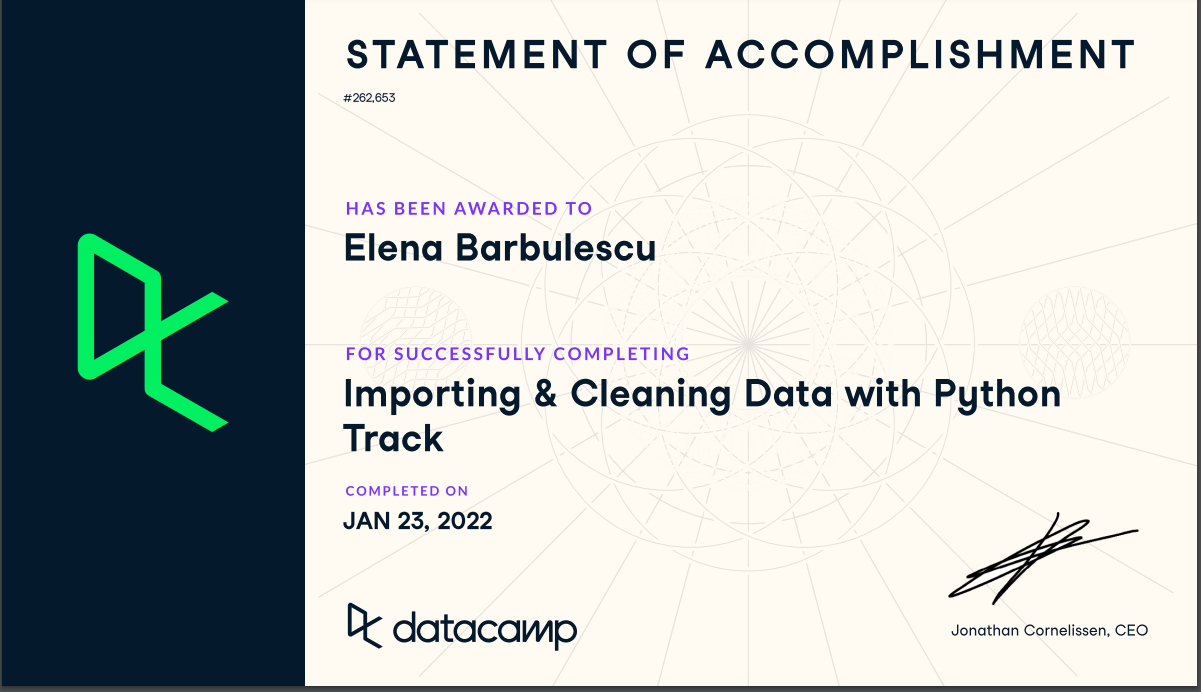 STATEMENT OF ACCOMPLISHMENT
#262,653
HAS BEEN AWARDED TO
Elena Barbulescu
FOR SUCCESSFULLY COMPLETING
Importing & Cleaning Data with Python
Track
COMPLETED ON
JAN 23, 2022
datacamp
Jonathan Cornelissen, CEO